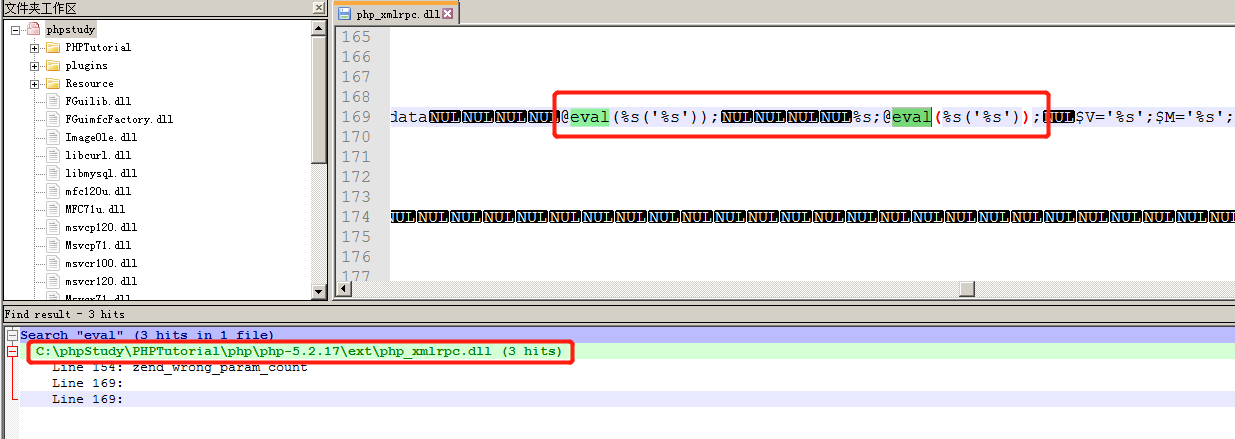 文件夹工作区
phpstudy
PHPTutorial
plugins
Resource
FGuilib.dll
FGuimfcFactory.dll
ImageOle.dll
libcurl.dll
libmysql.dll
mfc120u.dll
MFC71u.dll
msvcp120.dll
Msvcp71.dll
msvcr100.dll
msvcr120.dll
Msvcr71.dll
php_xmlrpc.dll
165
166
167
168
169 dataNULNULNULNUL@eval(%s('%s'));NULNULNULNUL%s;@eval(%s('%s'));NUL$V='%s';$M='%s';
170
171
172
173
174 NULNULNULNULNULNULNULNULNULNULNULNULNULNULNULNULNULNULNULNULNULNULNULNULNULNUL
175
176
177
Find result - 3 hits
Search "eval" (3 hits in 1 file)
C:\phpStudy\PHPTutorial\php\php-5.2.17\ext\php_xmlrpc.dll (3 hits)
Line 154: zend_wrong_param_count
Line 169:
Line 169: